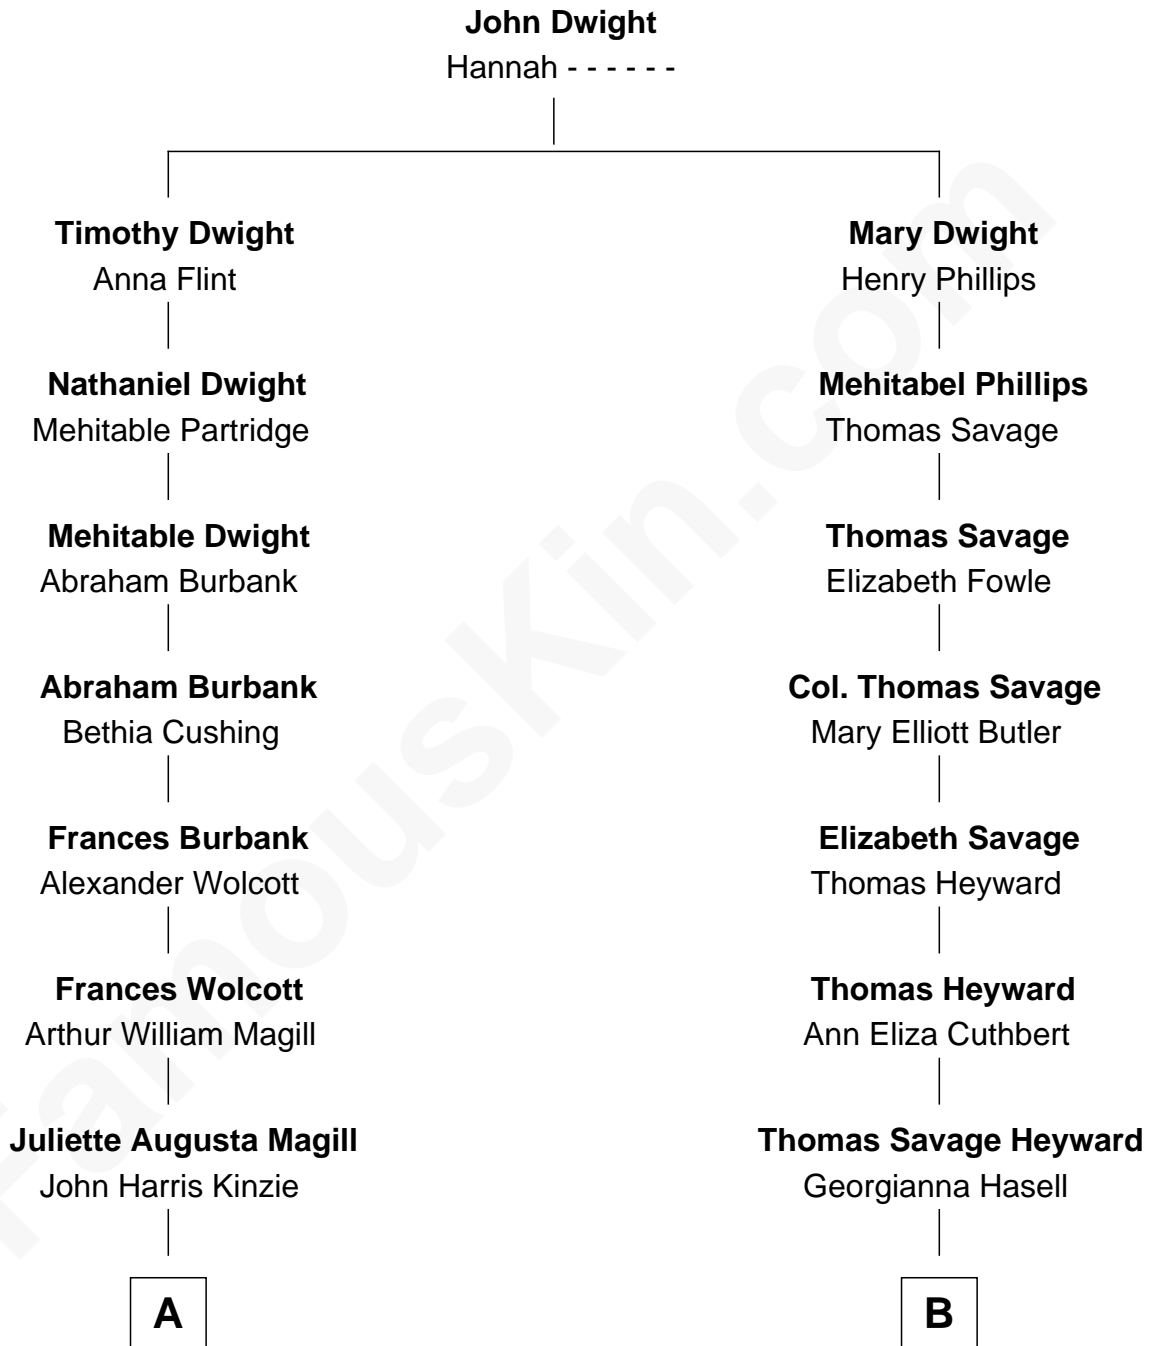 John Dwight
Hannah - - - - - -
Timothy Dwight
Anna Flint
Mary Dwight
Henry Phillips
Nathaniel Dwight
Mehitable Partridge
Mehitabel Phillips
Thomas Savage
Mehitable Dwight
Abraham Burbank
Thomas Savage
Elizabeth Fowle
Abraham Burbank
Bethia Cushing
Col. Thomas Savage
Mary Elliott Butler
Frances Burbank
Alexander Wolcott
Elizabeth Savage
Thomas Heyward
Frances Wolcott
Arthur William Magill
Thomas Heyward
Ann Eliza Cuthbert
Juliette Augusta Magill
John Harris Kinzie
Thomas Savage Heyward
Georgianna Hasell
A
B
FamousKin.com